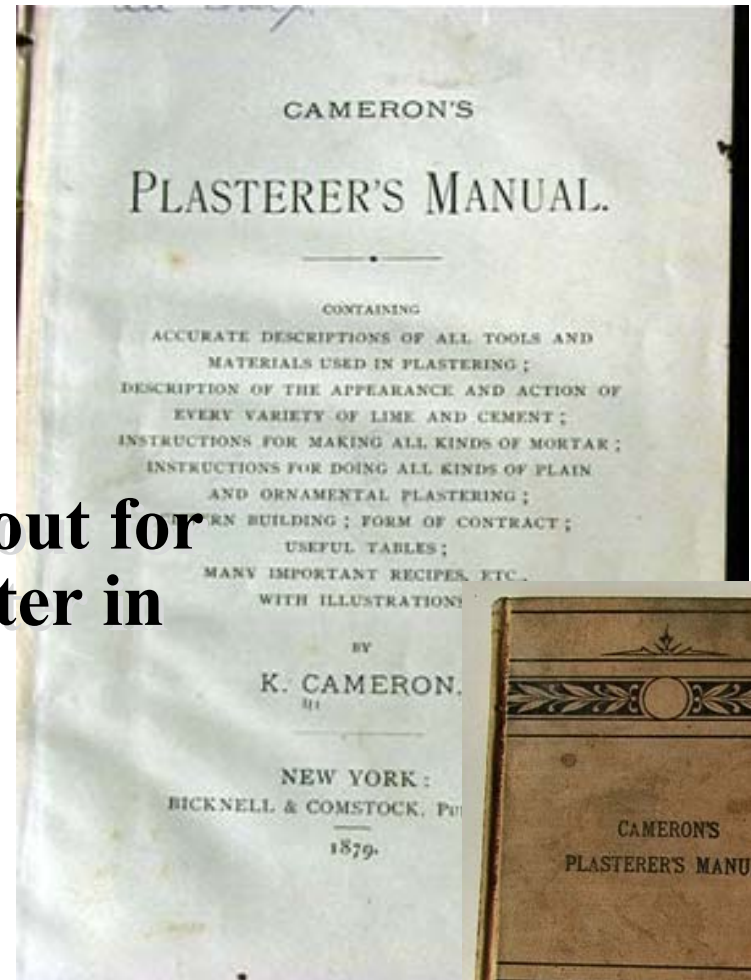 CAMERON'S
PLASTERER'S MANUAL.
CONTAINING
ACCURATE DESCRIPTIONS OF ALL TOOLS AND
MATERIALS USED IN PLASTERING ;
DESCRIPTION OF THE APPEARANCE AND ACTION OF
EVERY VARIETY OF LIME AND CEMENT ;
INSTRUCTIONS FOR MAKING ALL KINDS OF MORTAR ;
INSTRUCTIONS FOR DOING ALL KINDS OF PLAIN
AND ORNAMENTAL PLASTERING ;
BUILDING ; FORM OF CONTRACT ;
USEFUL TABLES ;
MANY IMPORTANT RECIPES, ETC.,
WITH ILLUSTRATIONS
BY
K. CAMERON.
NEW YORK :
BICKNELL & COMSTOCK,
1879.
out for
ter in
CAMERON'S
PLASTERER'S MANU